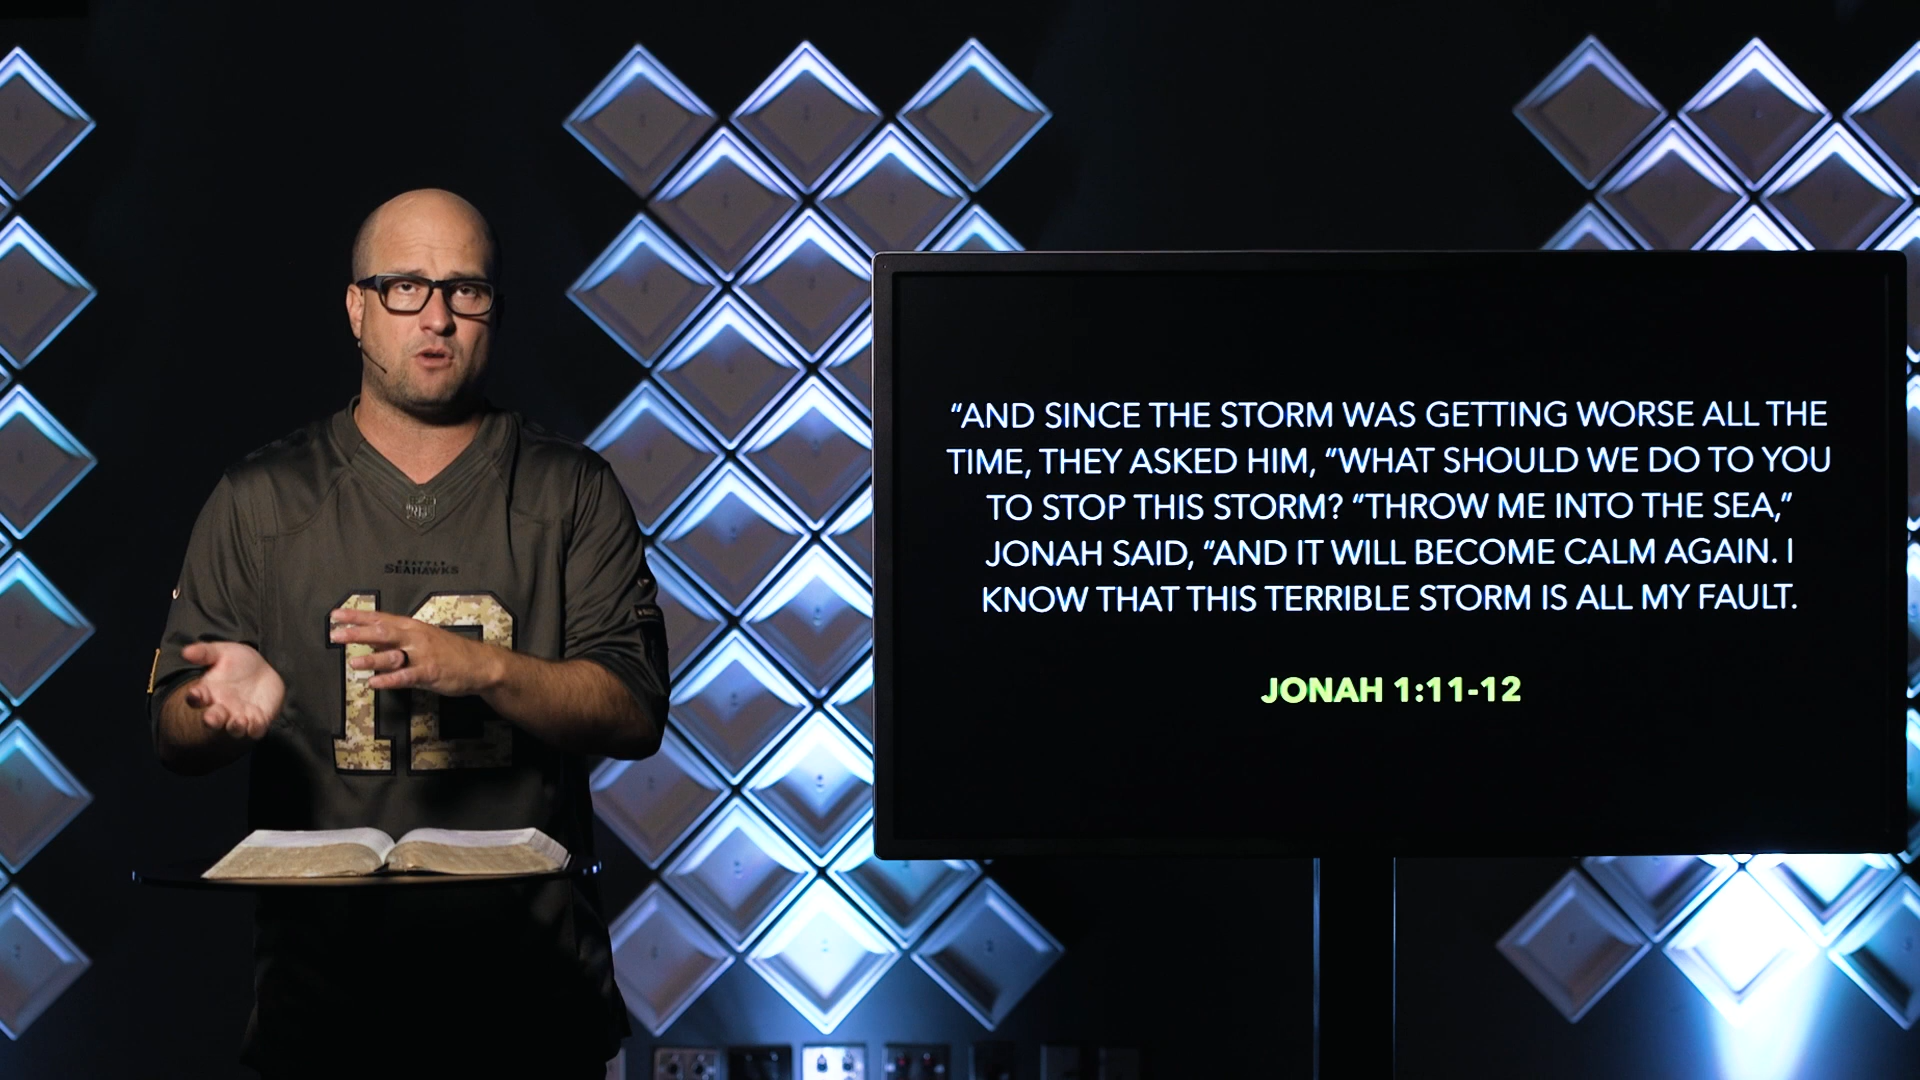 SEATTLE
SEAHAWKS
12
“AND SINCE THE STORM WAS GETTING WORSE ALL THE
TIME, THEY ASKED HIM, “WHAT SHOULD WE DO TO YOU
TO STOP THIS STORM? “THROW ME INTO THE SEA,”
JONAH SAID, “AND IT WILL BECOME CALM AGAIN. I
KNOW THAT THIS TERRIBLE STORM IS ALL MY FAULT.
JONAH 1:11-12